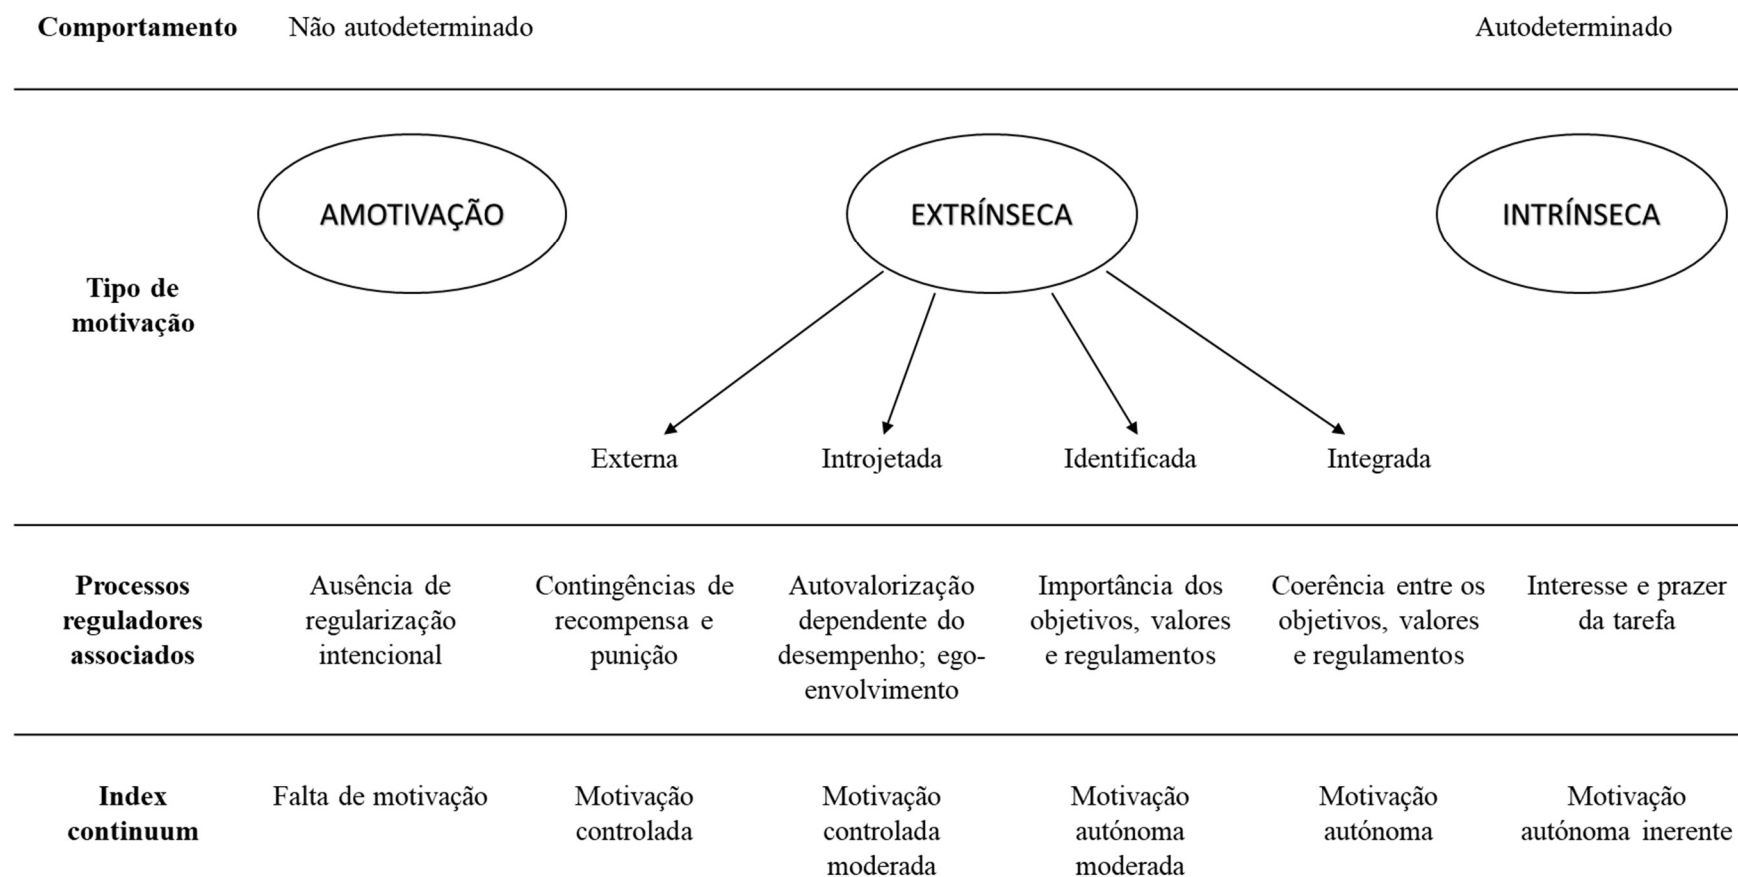 Comportamento Não autodeterminado Autodeterminado
AMOTIVAÇÃO EXTRÍNSECA INTRÍNSECA
Tipo de
motivação
Externa Introjetada Identificada Integrada
Processos
reguladores
associados
Ausência de
regularização
intencional
Contingências de
recompensa e
punição
Autovalorização
dependente do
desempenho; ego-
envolvimento
Importância dos
objetivos, valores
e regulamentos
Coerência entre os
objetivos, valores
e regulamentos
Interesse e prazer
da tarefa
Index
continuum
Falta de motivação
Motivação
controlada
Motivação
controlada
moderada
Motivação
autónoma
moderada
Motivação
autónoma
Motivação
autónoma inerente